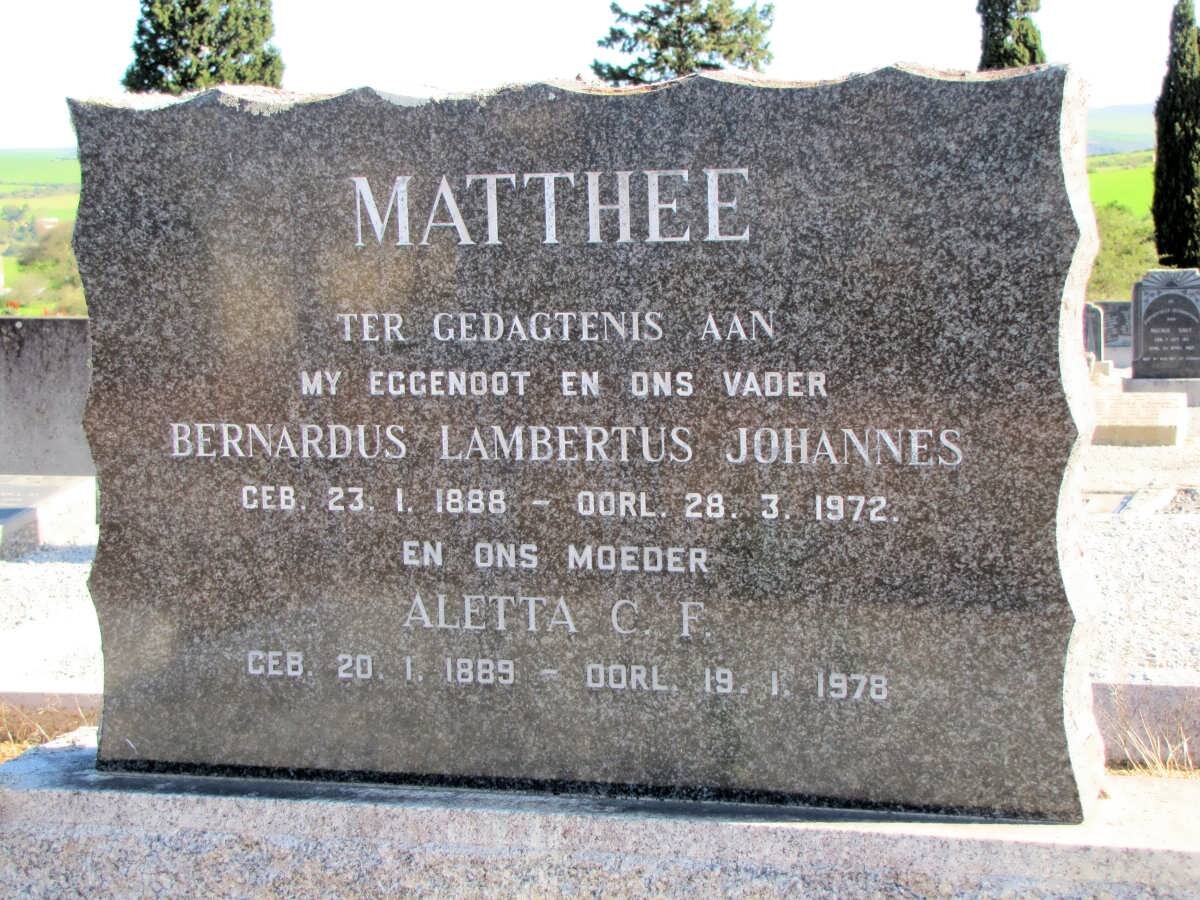 MATTHEE
TER GEDAGTENIS AAN
MY EGGENOOT EN ONS VADER
BERNARDUS LAMBERTUS JOHANNES
GEB. 23. 1. 1888 – OORL. 28. 3. 1972.
EN ONS MOEDER
ALETTA C. F.
GEB. 20. 1. 1889 – OORL. 19. 1. 1978